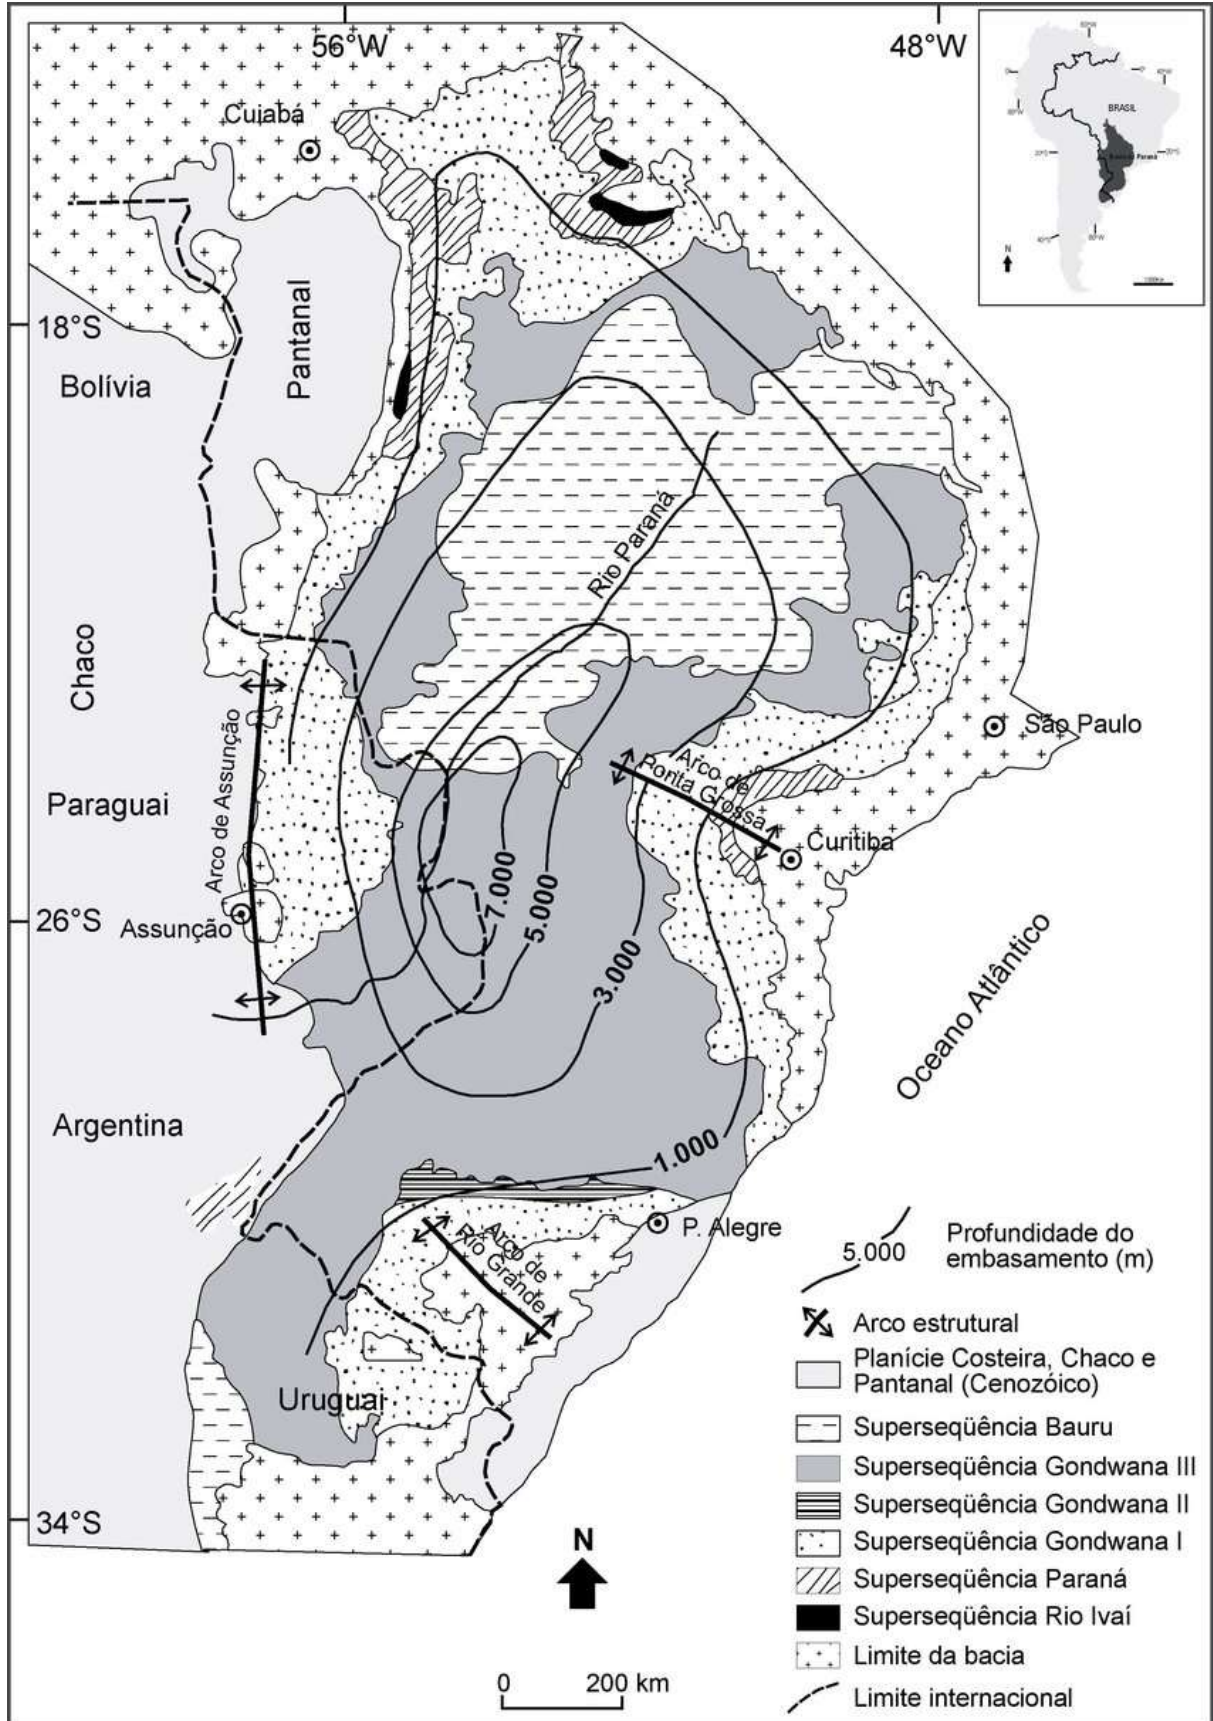 56°W
48°W
Cuiabá
18°S
Bolívia
Pantanal
Rio Paraná
Chaco
São Paulo
Arco de Assunção
Arco de
Ponta Grossa
Paraguai
Curitiba
7.000
5.000
26°S
Assunção
3.000
Oceano Atlântico
Argentina
1.000
P. Alegre
Arco de
Rio Grande
Uruguai
34°S
N
0 200 km
BRASIL
N
5.000
Profundidade do
embasamento (m)
Arco estrutural
Planície Costeira, Chaco e
Pantanal (Cenozóico)
Superseqüência Bauru
Superseqüência Gondwana III
Superseqüência Gondwana II
Superseqüência Gondwana I
Superseqüência Paraná
Superseqüência Rio Ivaí
Limite da bacia
Limite internacional